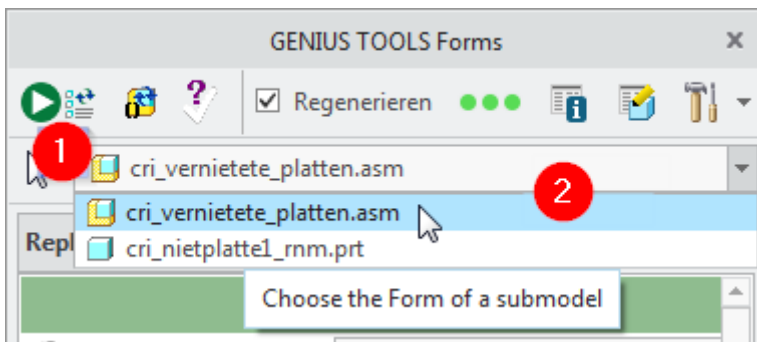 GENIUS TOOLS Forms
Regenerieren
1
cri_vernietete_platten.asm
2
cri_vernietete_platten.asm
Repl
cri_nietplatte1_rnm.prt
Choose the Form of a submodel